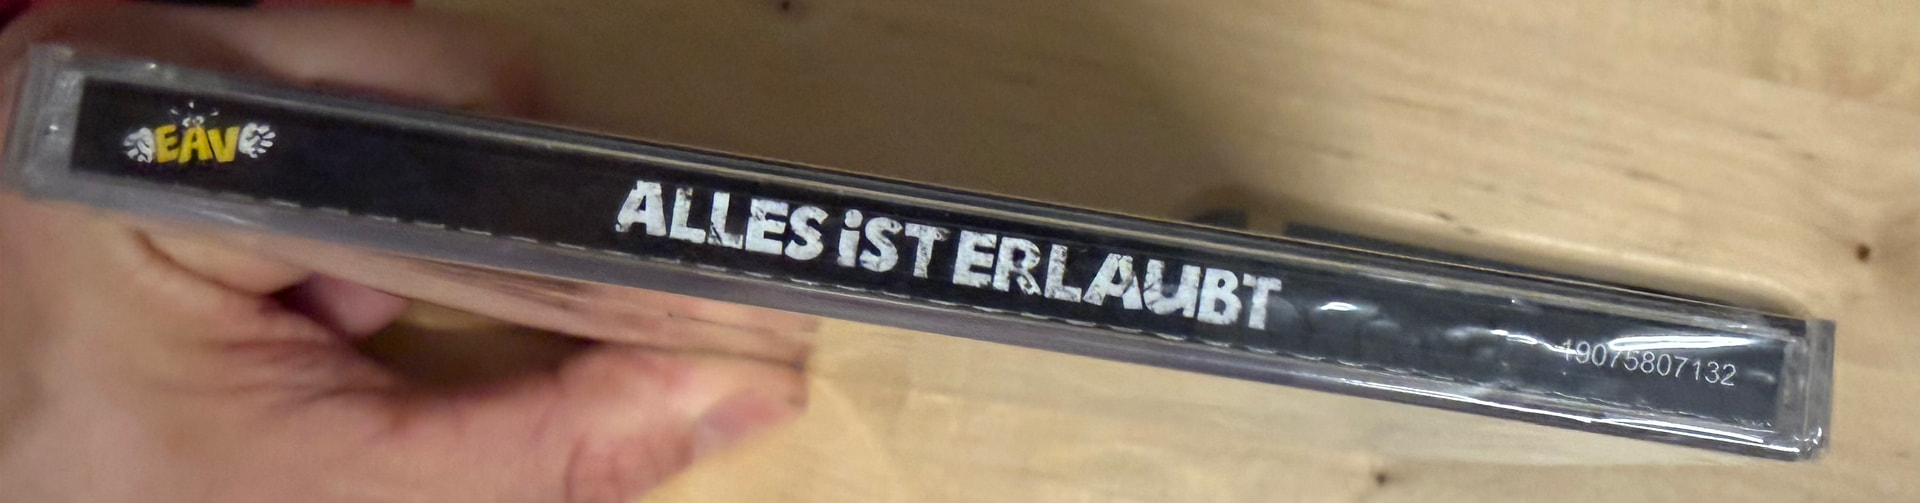 EAV
ALLES iST ERLAUBT
19075807132